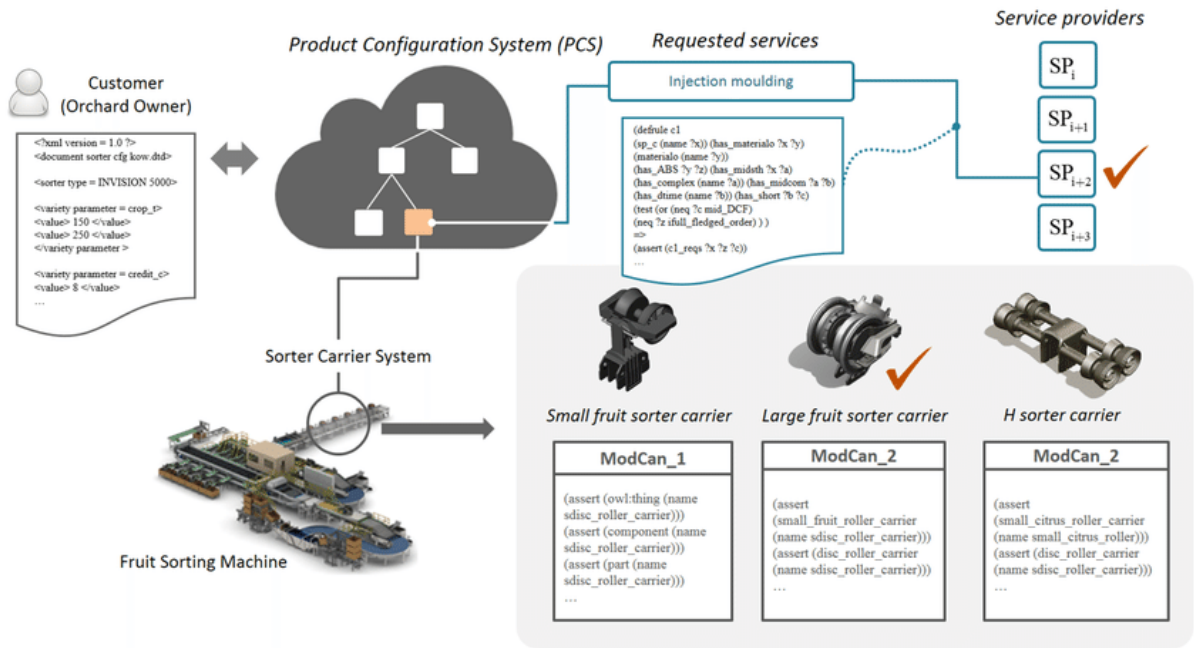 Service providers
Product Configuration System (PCS)
Requested services
Customer
(Orchard Owner)
Injection moulding
SPi
SPi+1
SPi+2
SPi+3
<?xml version = 1.0 ?>
<document sorter cfg kow.dtd>
<sorter type = INVISION 5000>
<variety parameter = crop_t>
<value> 150 </value>
<value> 250 </value>
</variety parameter >
<variety parameter = credit_c>
<value> 8 </value>
…
(defrule c1
(sp_c (name ?x)) (has_materialo ?x ?y)
(materialo (name ?y))
(has_ABS ?y ?z) (has_midsth ?x ?a)
(has_complex (name ?a)) (has_midcom ?a ?b)
(has_dtime (name ?b)) (has_short ?b ?c)
(test (or (neq ?c mid_DCF)
(neq ?z ifull_fledged_order) ) )
=>
(assert (c1_reqs ?x ?z ?c))
…
Sorter Carrier System
Fruit Sorting Machine
Small fruit sorter carrier
Large fruit sorter carrier
H sorter carrier
ModCan_1
(assert (owl:thing (name
sdisc_roller_carrier)))
(assert (component (name
sdisc_roller_carrier)))
(assert (part (name
sdisc_roller_carrier)))
…
ModCan_2
(assert
(small_fruit_roller_carrier
(name sdisc_roller_carrier)))
(assert (disc_roller_carrier
(name sdisc_roller_carrier)))
…
ModCan_2
(assert
(small_citrus_roller_carrier
(name small_citrus_roller)))
(assert (disc_roller_carrier
(name sdisc_roller_carrier)))
…